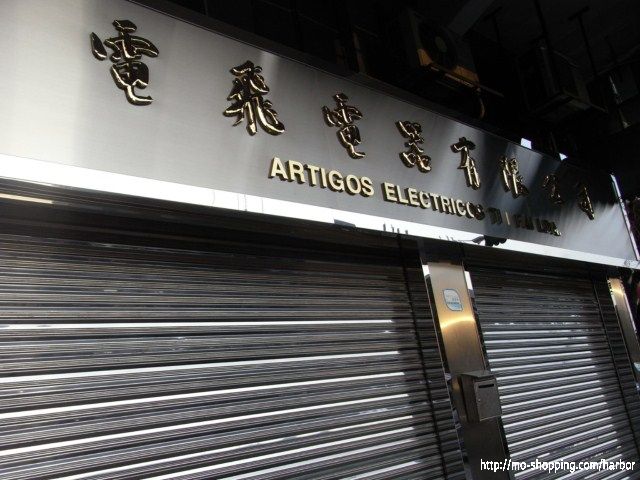 電飛電器有限公司
ARTIGOS ELECTRICOS
http://mo-shopping.com/harbor